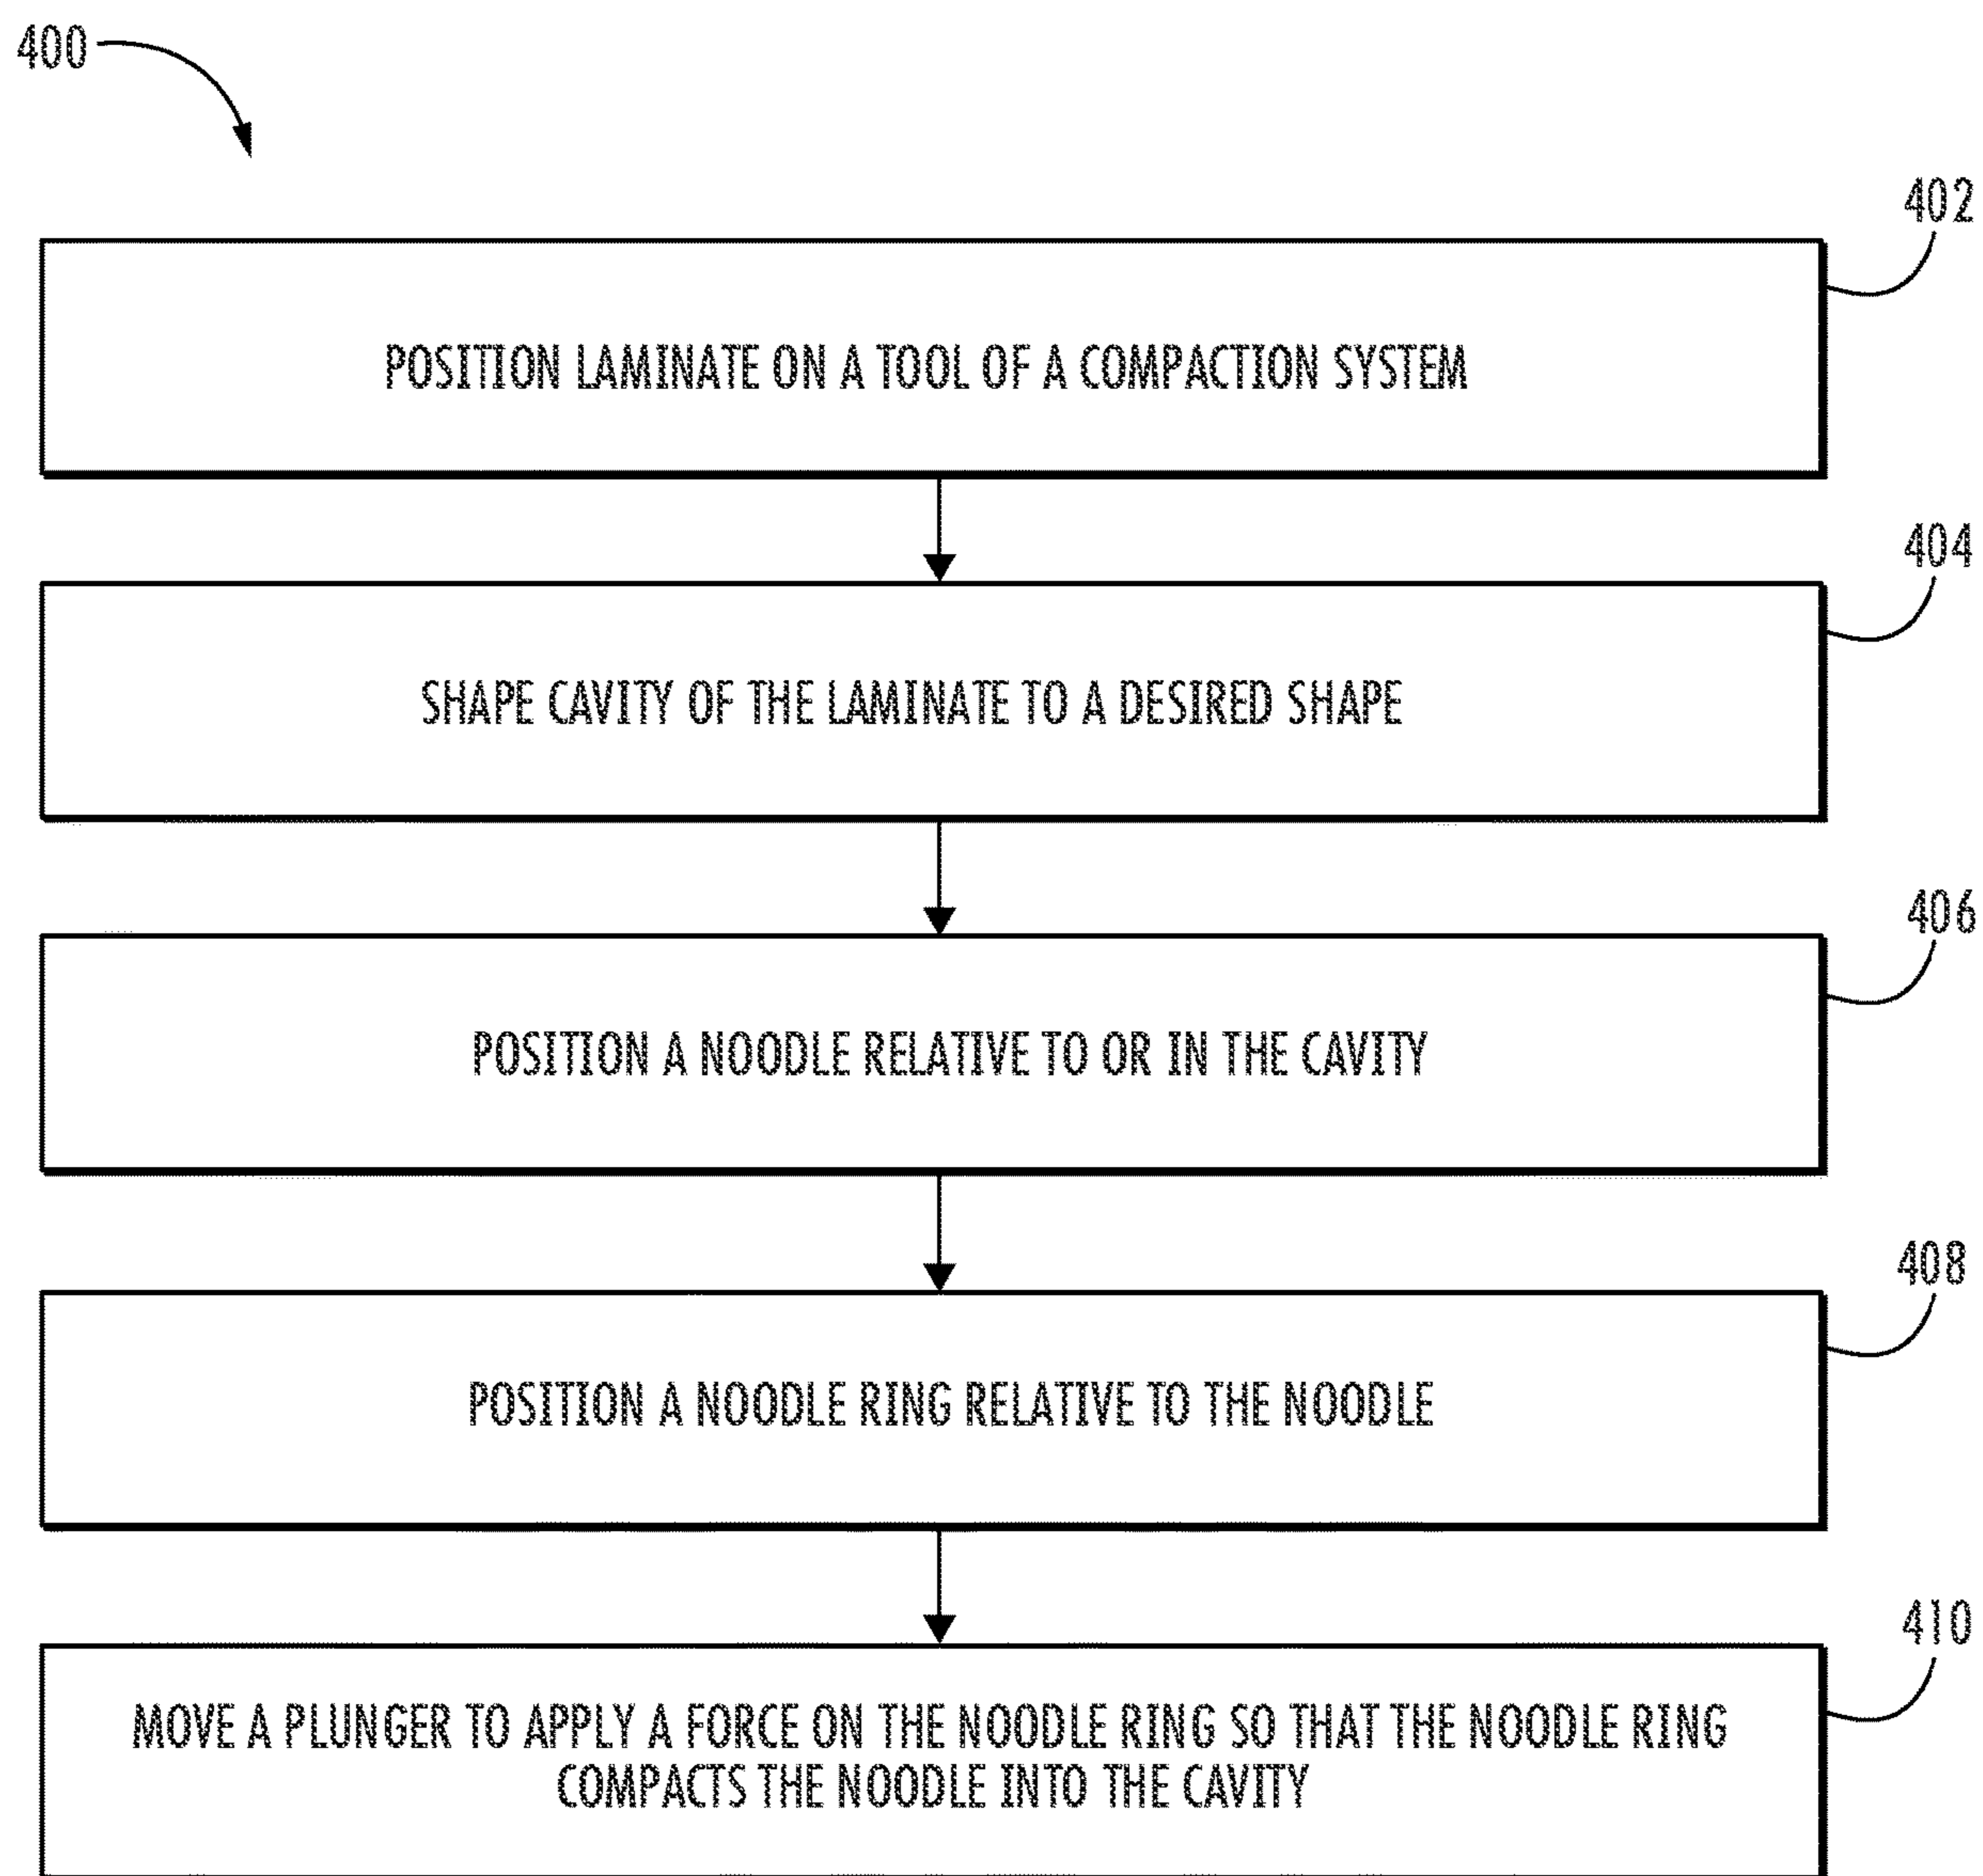 400
402
POSITION LAMINATE ON A TOOL OF A COMPACTION SYSTEM
404
SHAPE CAVITY OF THE LAMINATE TO A DESIRED SHAPE
406
POSITION A NOODLE RELATIVE TO OR IN THE CAVITY
408
POSITION A NOODLE RING RELATIVE TO THE NOODLE
410
MOVE A PLUNGER TO APPLY A FORCE ON THE NOODLE RING SO THAT THE NOODLE RING
COMPACTS THE NOODLE INTO THE CAVITY